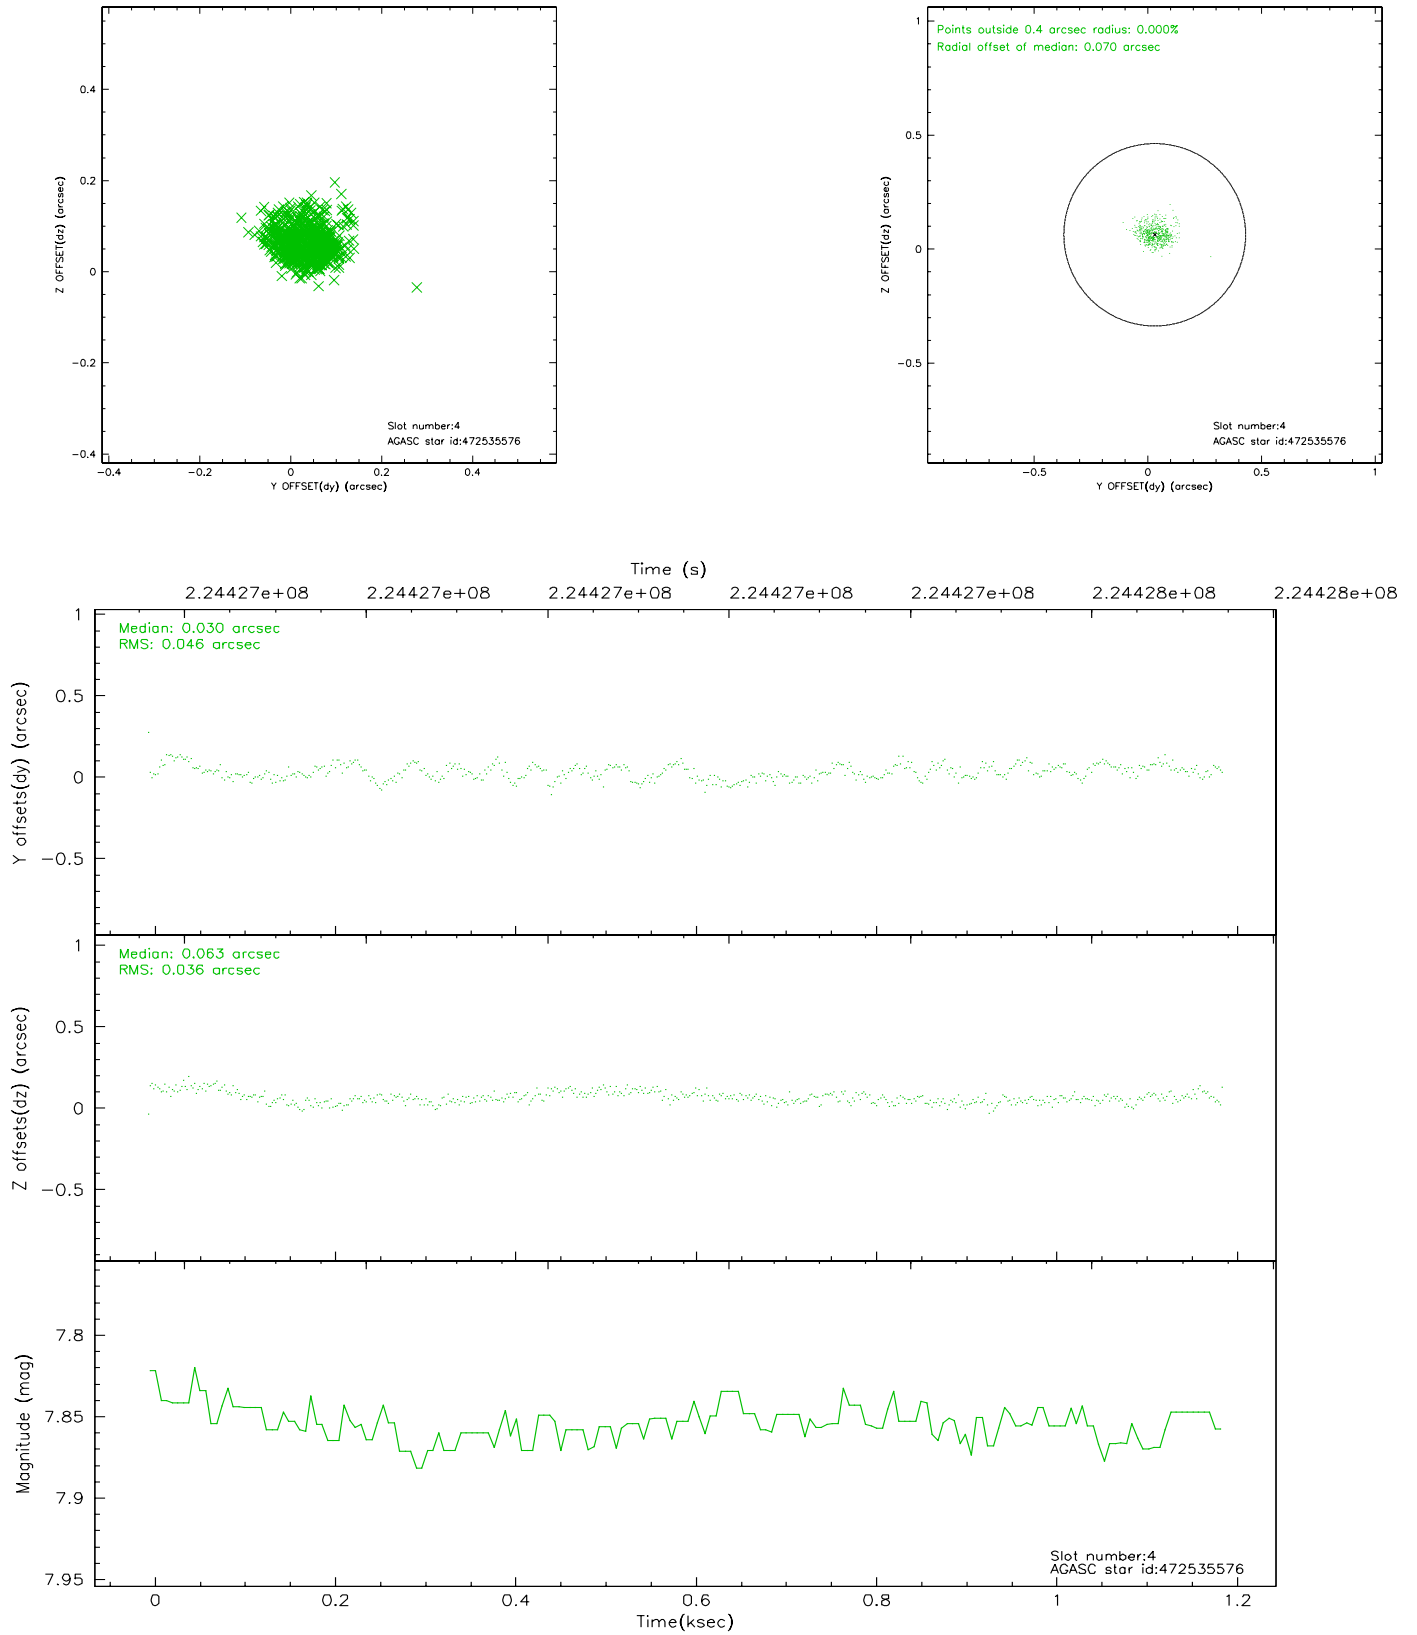 0.4
0.2
0
−0.2
−0.4
Z OFFSET(dz) (arcsec)
Slot number:4
AGASC star id:472535576
−0.4 −0.2 0 0.2 0.4
Y OFFSET(dy) (arcsec)
Points outside 0.4 arcsec radius: 0.000%
Radial offset of median: 0.070 arcsec
1
0.5
0
−0.5
Z OFFSET(dz) (arcsec)
Slot number:4
AGASC star id:472535576
−0.5 0 0.5 1
Y OFFSET(dy) (arcsec)
Time (s)
2.24427e+08 2.24427e+08 2.24427e+08 2.24427e+08 2.24427e+08 2.24428e+08 2.24428e+08
Median: 0.030 arcsec
RMS: 0.046 arcsec
1
0.5
0
−0.5
Y offsets(dy) (arcsec)
Median: 0.063 arcsec
RMS: 0.036 arcsec
1
0.5
0
−0.5
Z offsets(dz) (arcsec)
7.8
7.85
7.9
7.95
Magnitude (mag)
Slot number:4
AGASC star id:472535576
0 0.2 0.4 0.6 0.8 1 1.2
Time(ksec)